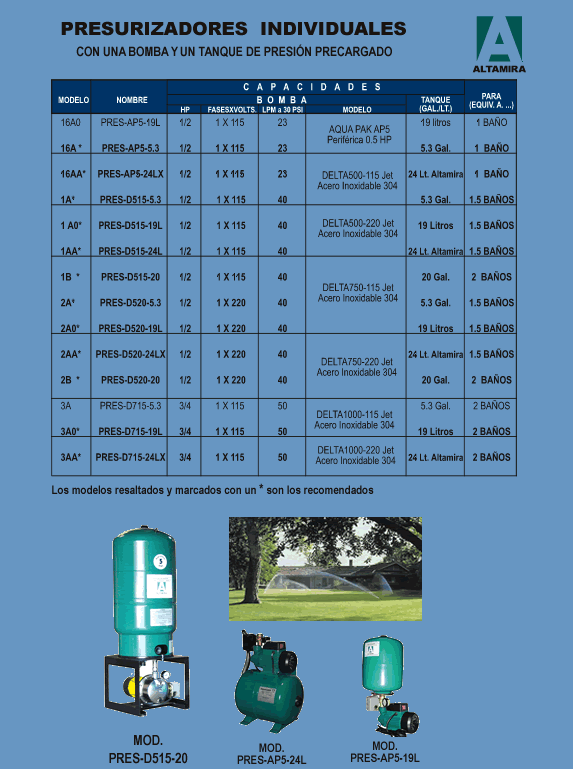 PRESURIZADORES INDIVIDUALES
CON UNA BOMBA Y UN TANQUE DE PRESIÓN PRECARGADO
ALTAMIRA
C A P A C I D A D E S
B O M B A
MODELO NOMBRE HP FASESXVOLTS. LPM a 30 PSI MODELO TANQUE (GAL./LT.) PARA (EQUIV. A. ...)
16A0 PRES-AP5-19L 1/2 1 X 115 23 19 litros 1 BAÑO
AQUA PAK AP5
Periférica 0.5 HP
16A * PRES-AP5-5.3 1/2 1 X 115 23 5.3 Gal. 1 BAÑO
16AA* PRES-AP5-24LX 1/2 1 X 115 23 24 Lt. Altamira 1 BAÑO
DELTA500-115 Jet
Acero Inoxidable 304
1A* PRES-D515-5.3 1/2 1 X 115 40 5.3 Gal. 1.5 BAÑOS
1 A0* PRES-D515-19L 1/2 1 X 115 40 19 Litros 1.5 BAÑOS
DELTA500-220 Jet
Acero Inoxidable 304
1AA* PRES-D515-24L 1/2 1 X 115 40 24 Lt. Altamira 1.5 BAÑOS
1B * PRES-D515-20 1/2 1 X 115 40 20 Gal. 2 BAÑOS
DELTA750-115 Jet
Acero Inoxidable 304
2A* PRES-D520-5.3 1/2 1 X 220 40 5.3 Gal. 1.5 BAÑOS
2A0* PRES-D520-19L 1/2 1 X 220 40 19 Litros 1.5 BAÑOS
2AA* PRES-D520-24LX 1/2 1 X 220 40 24 Lt. Altamira 1.5 BAÑOS
DELTA750-220 Jet
Acero Inoxidable 304
2B * PRES-D520-20 1/2 1 X 220 40 20 Gal. 2 BAÑOS
3A PRES-D715-5.3 3/4 1 X 115 50 5.3 Gal. 2 BAÑOS
DELTA1000-115 Jet
Acero Inoxidable 304
3A0* PRES-D715-19L 3/4 1 X 115 50 19 Litros 2 BAÑOS
DELTA1000-220 Jet
Acero Inoxidable 304
3AA* PRES-D715-24LX 3/4 1 X 115 50 24 Lt. Altamira 2 BAÑOS
Los modelos resaltados y marcados con un * son los recomendados
MOD.
PRES-D515-20
MOD.
PRES-AP5-24L
MOD.
PRES-AP5-19L